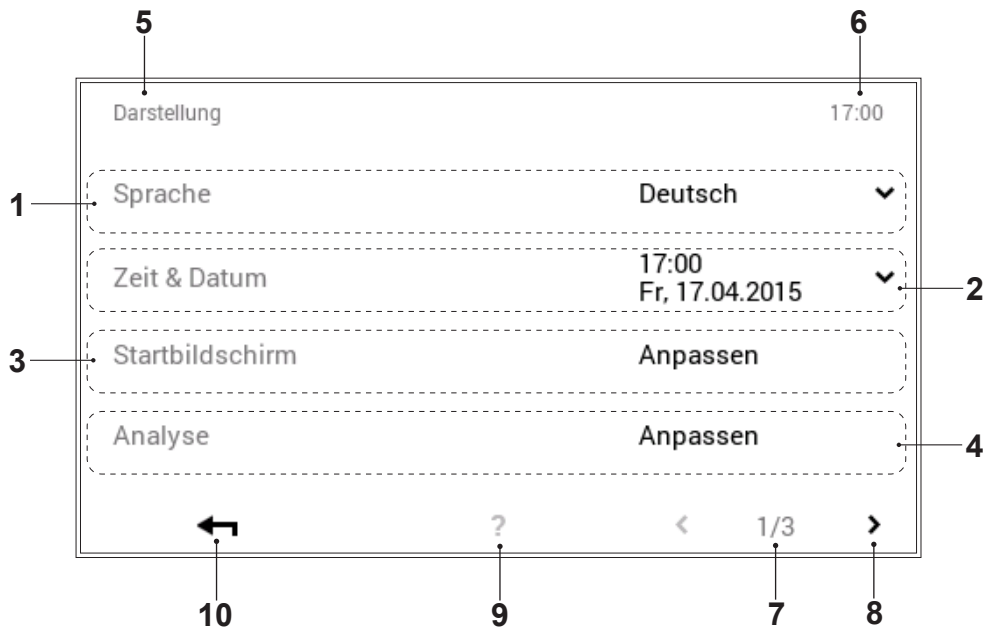 5 6
Darstellung 17:00
1 Sprache Deutsch
Zeit & Datum 17:00
Fr, 17.04.2015 2
3 Startbildschirm Anpassen
Analyse Anpassen 4
? < 1/3 >
10 9 7 8